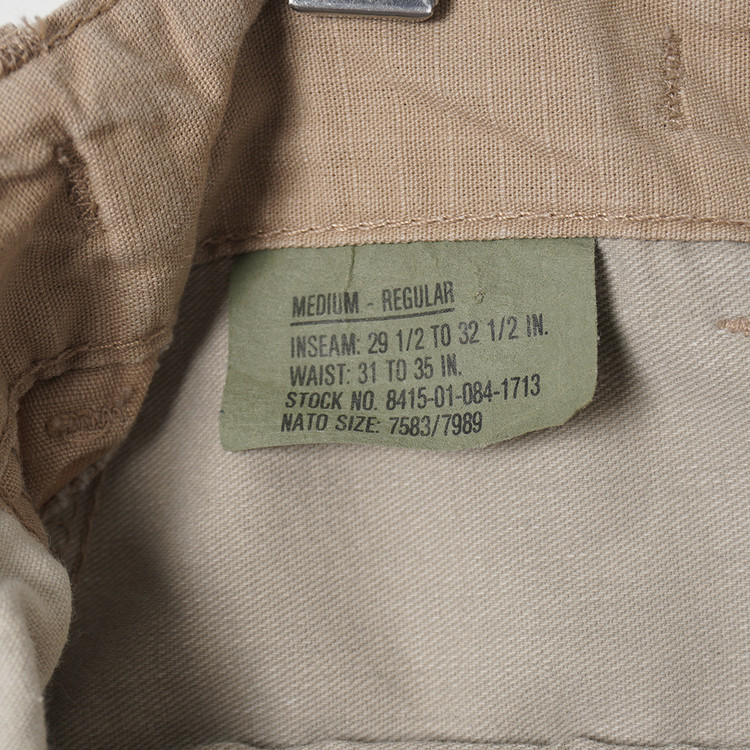 MEDIUM - REGULAR
INSEAM: 29 1/2 TO 32 1/2 IN.
WAIST: 31 TO 35 IN.
STOCK NO. 8415-01-084-1713
NATO SIZE: 7583/7989